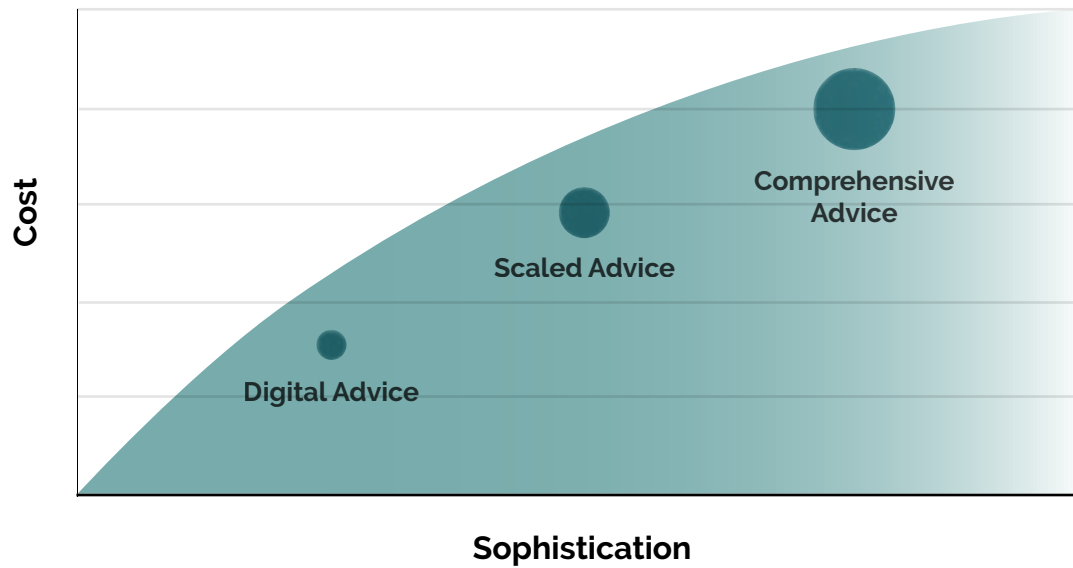 Cost
Comprehensive
Advice
Scaled Advice
Digital Advice
Sophistication